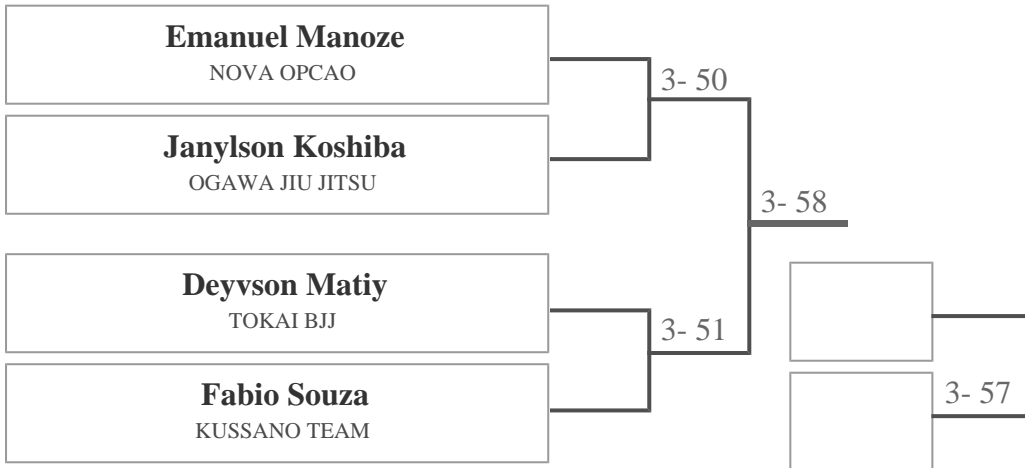 Emanuel Manoze
NOVA OPCAO
3- 50
Janylson Koshiba
OGAWA JIU JITSU
3- 58
Deyvson Matiy
TOKAI BJJ
3- 51
Fabio Souza
KUSSANO TEAM
3- 57